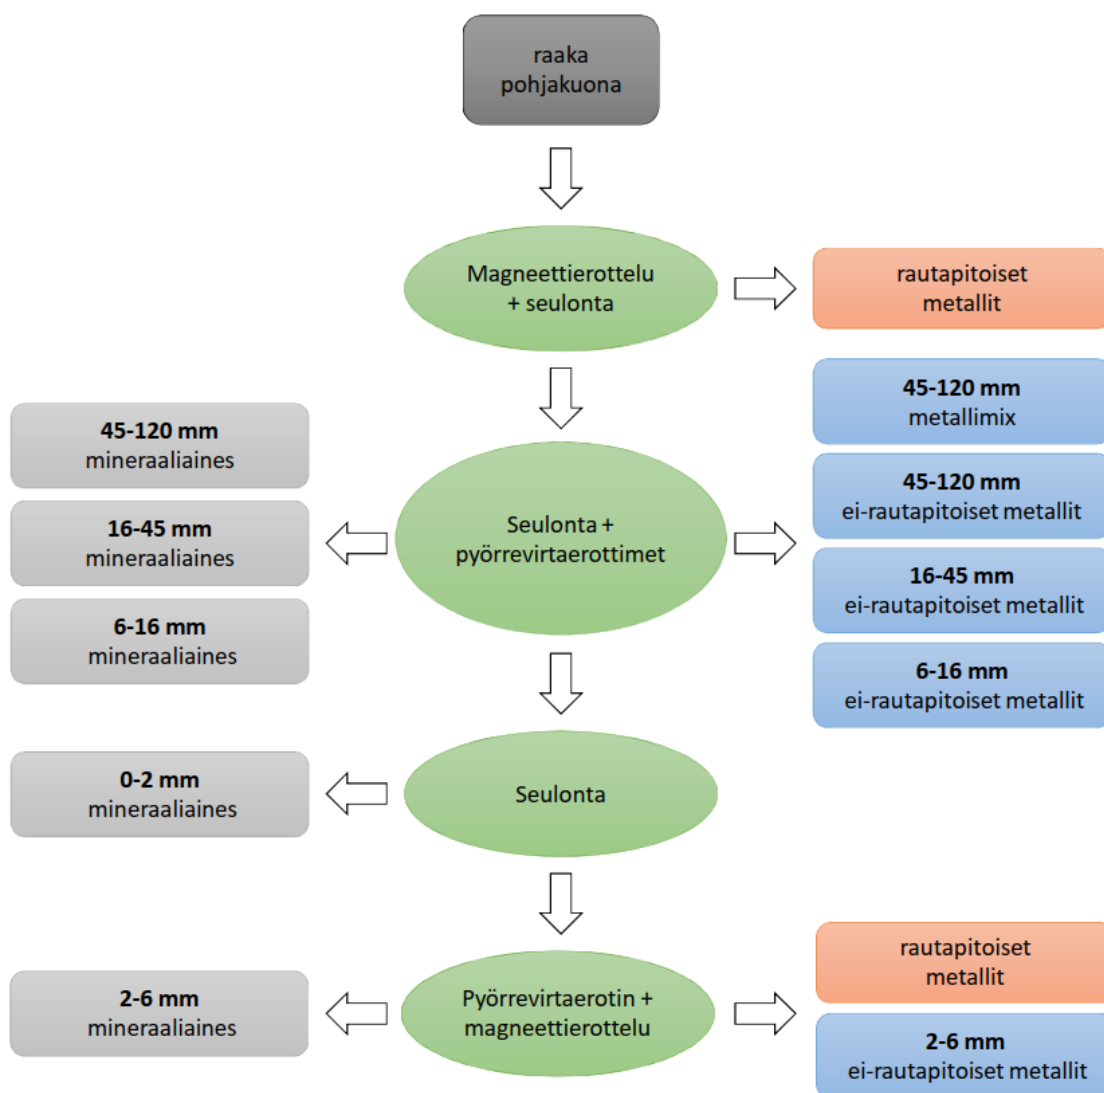 raaka
pohjakuona
Magneettierottelu
+ seulonta
rautapitoiset
metallit
45-120 mm
mineraaliaines
16-45 mm
mineraaliaines
6-16 mm
mineraaliaines
Seulonta +
pyörrevirtaerottimet
45-120 mm
metallimix
45-120 mm
ei-rautapitoiset metallit
16-45 mm
ei-rautapitoiset metallit
6-16 mm
ei-rautapitoiset metallit
0-2 mm
mineraaliaines
Seulonta
2-6 mm
mineraaliaines
Pyörrevirtaerotin +
magneettierottelu
rautapitoiset
metallit
2-6 mm
ei-rautapitoiset metallit